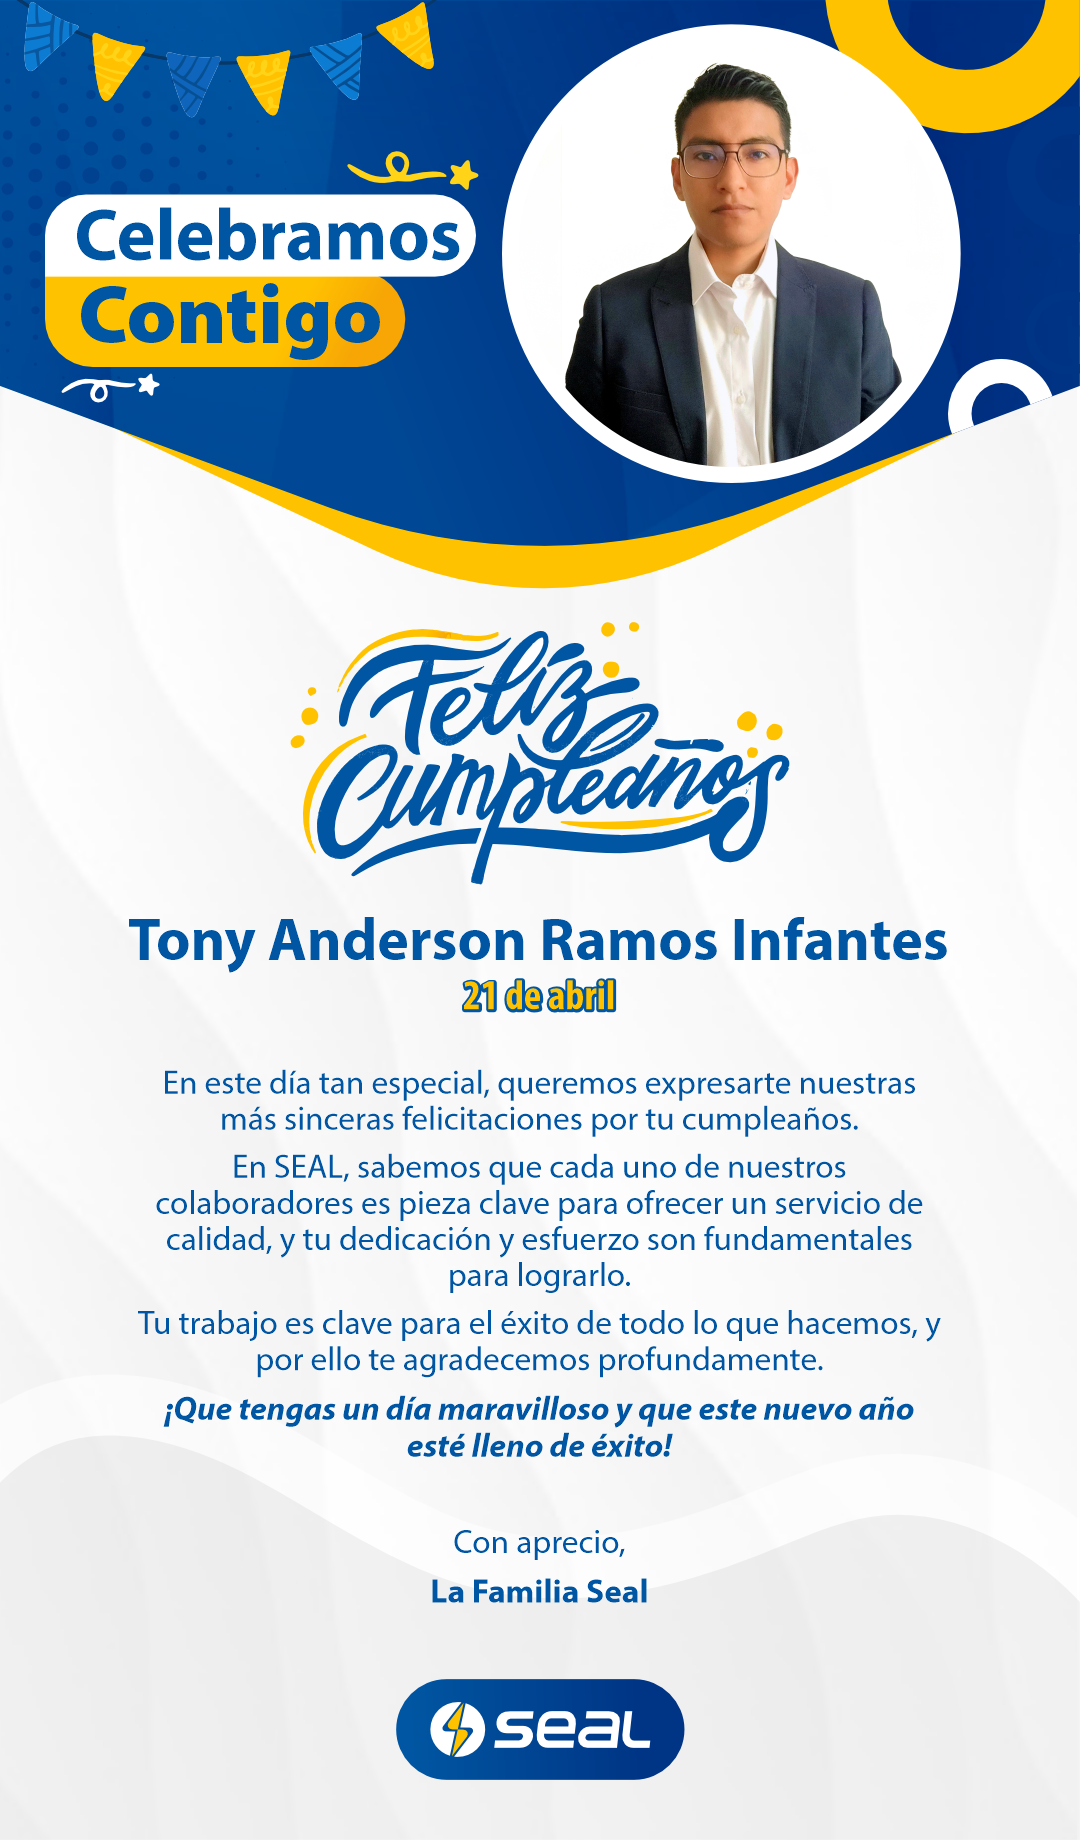 Celebramos
Contigo
Feliz
Cumpleaños
Tony Anderson Ramos Infantes
21 de abril
En este día tan especial, queremos expresarte nuestras
más sinceras felicitaciones por tu cumpleaños.
En SEAL, sabemos que cada uno de nuestros
colaboradores es pieza clave para ofrecer un servicio de
calidad, y tu dedicación y esfuerzo son fundamentales
para lograrlo.
Tu trabajo es clave para el éxito de todo lo que hacemos, y
por ello te agradecemos profundamente.
¡Que tengas un día maravilloso y que este nuevo año
esté lleno de éxito!
Con aprecio,
La Familia Seal
seal